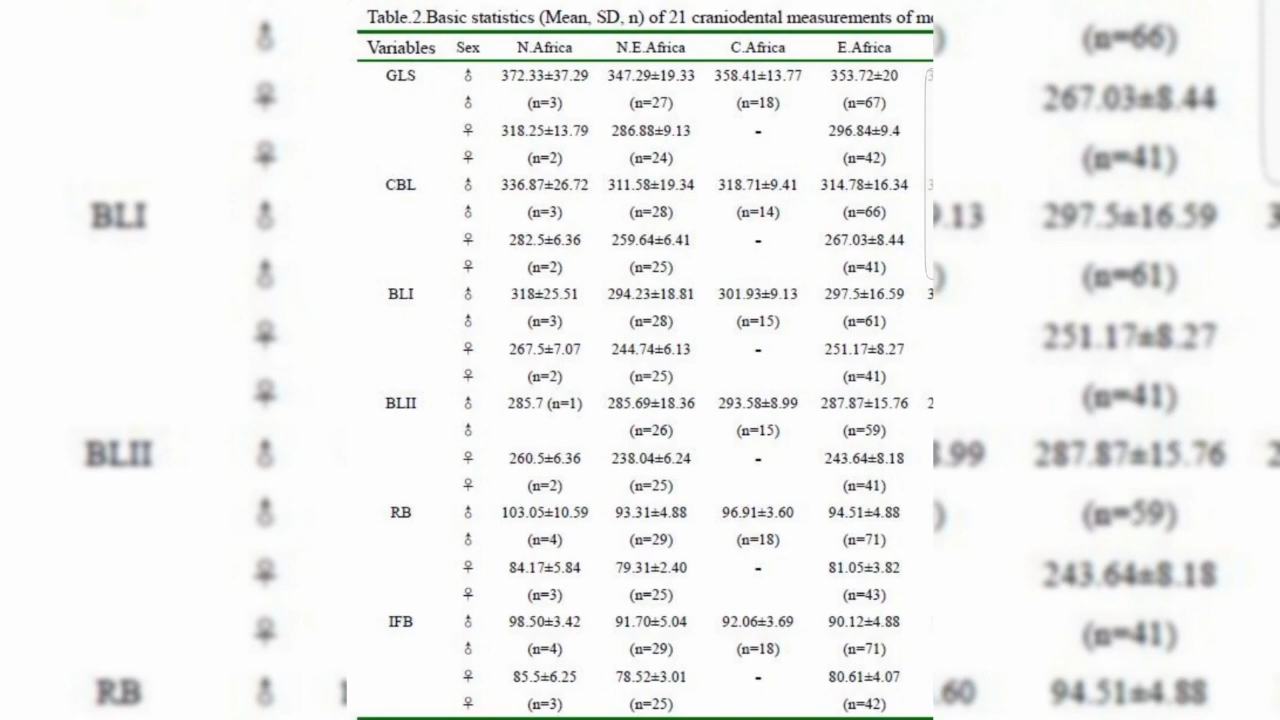 Table.2.Basic statistics (Mean, SD, n) of 21 craniodental measurements of
Variables Sex N.Africa N.E.Africa C.Africa E.Africa
GLS ♂ 372.33±37.29 347.29±19.33 358.41±13.77 353.72±20
♂ (n=3) (n=27) (n=18) (n=67)
♀ 318.25±13.79 286.88±9.13 - 296.84±9.4
♀ (n=2) (n=24) (n=42)
CBL ♂ 336.87±26.72 311.58±19.34 318.71±9.41 314.78±16.34
♂ (n=3) (n=28) (n=14) (n=66)
♀ 282.5±6.36 259.64±6.41 - 267.03±8.44
♀ (n=2) (n=25) (n=41)
BLI ♂ 318±25.51 294.23±18.81 301.93±9.13 297.5±16.59 3
♂ (n=3) (n=28) (n=15) (n=61)
♀ 267.5±7.07 244.74±6.13 - 251.17±8.27
♀ (n=2) (n=25) (n=41)
BLII ♂ 285.7 (n=1) 285.69±18.36 293.58±8.99 287.87±15.76 2
♂ (n=26) (n=15) (n=59)
♀ 260.5±6.36 238.04±6.24 - 243.64±8.18
♀ (n=2) (n=25) (n=41)
RB ♂ 103.05±10.59 93.31±4.88 96.91±3.60 94.51±4.88
♂ (n=4) (n=29) (n=18) (n=71)
♀ 84.17±5.84 79.31±2.40 - 81.05±3.82
♀ (n=3) (n=25) (n=43)
IFB ♂ 98.50±3.42 91.70±5.04 92.06±3.69 90.12±4.88
♂ (n=4) (n=29) (n=18) (n=71)
♀ 85.5±6.25 78.52±3.01 - 80.61±4.07
♀ (n=3) (n=25) (n=42)